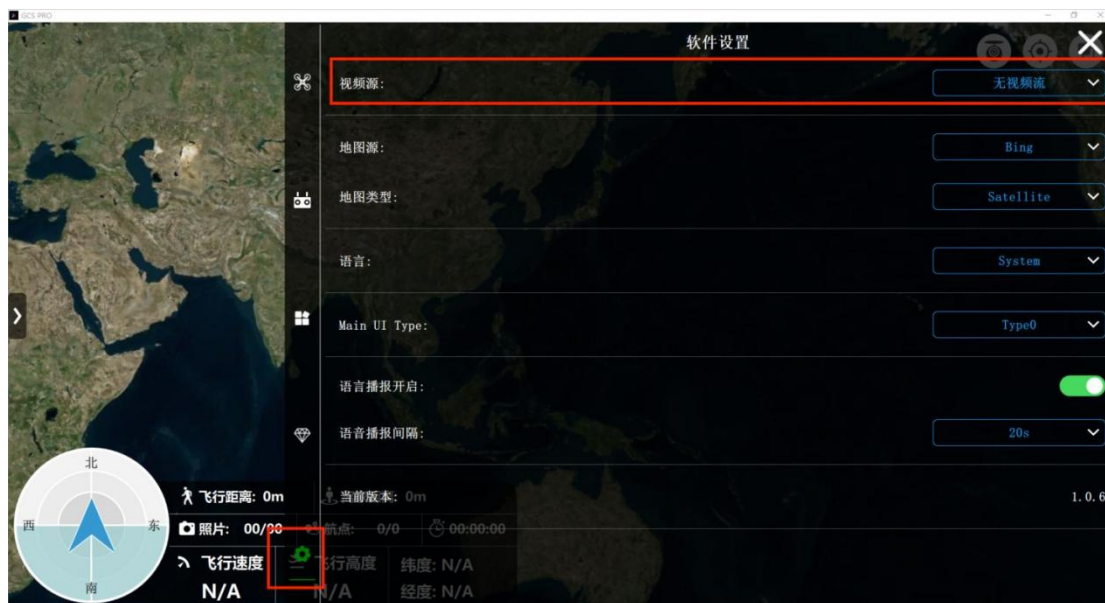 GCS PRO
软件设置
视频源: 无视频流
地图源: Bing
地图类型: Satellite
语言: System
Main UI Type: Type0
语言播报开启:
语音播报间隔: 20s
当前版本: 1.0.6
北
西 东
南
飞行距离: 0m 0m
照片: 00/00 航点: 0/0 00:00:00
飞行速度 飞行高度 纬度: N/A
N/A N/A 经度: N/A